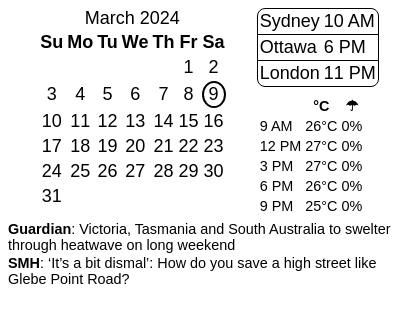 March 2024
Su Mo Tu We Th Fr Sa
1 2
3 4 5 6 7 8 9
10 11 12 13 14 15 16
17 18 19 20 21 22 23
24 25 26 27 28 29 30
31
Sydney 10 AM
Ottawa 6 PM
London 11 PM
°C ☂
9 AM 26°C 0%
12 PM 27°C 0%
3 PM 27°C 0%
6 PM 26°C 0%
9 PM 25°C 0%
Guardian: Victoria, Tasmania and South Australia to swelter
through heatwave on long weekend
SMH: ‘It’s a bit dismal’: How do you save a high street like
Glebe Point Road?